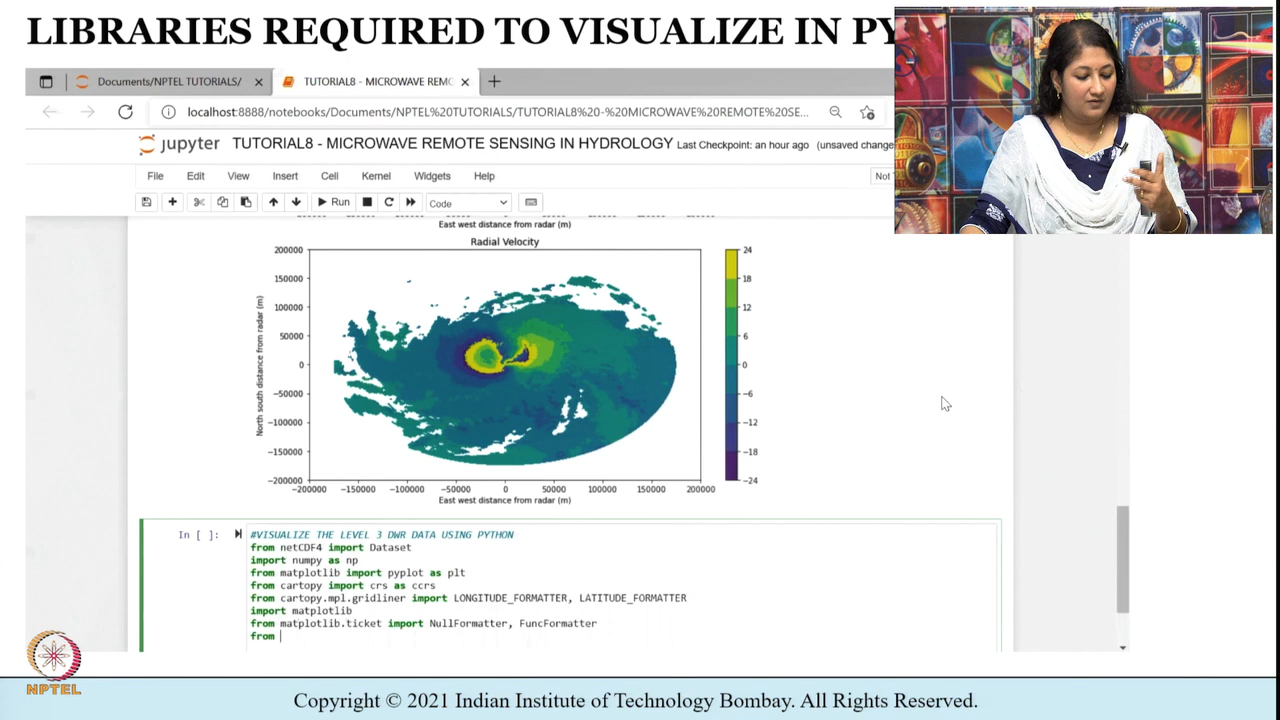 LIBRARIES REQUIRED TO VISUALIZE IN PY
Documents/NPTEL TUTORIALS/
TUTORIAL8 - MICROWAVE REMO
localhost:8888/notebooks/Documents/NPTEL%20TUTORIALS/TUTORIAL8%20-%20MICROWAVE%20REMOTE%20SE...
jupyter TUTORIAL8 - MICROWAVE REMOTE SENSING IN HYDROLOGY Last Checkpoint: an hour ago (unsaved change
File Edit View Insert Cell Kernel Widgets Help Not
Run Code
East west distance from radar (m)
Radial Velocity
200000
150000
100000
50000
0
−50000
−100000
−150000
−200000
North south distance from radar (m)
−200000 −150000 −100000 −50000 0 50000 100000 150000 200000
East west distance from radar (m)
24
18
12
6
0
−6
−12
−18
−24
In [ ]: #VISUALIZE THE LEVEL 3 DWR DATA USING PYTHON
from netCDF4 import Dataset
import numpy as np
from matplotlib import pyplot as plt
from cartopy import crs as ccrs
from cartopy.mpl.gridliner import LONGITUDE_FORMATTER, LATITUDE_FORMATTER
import matplotlib
from matplotlib.ticket import NullFormatter, FuncFormatter
from
NPTEL
Copyright © 2021 Indian Institute of Technology Bombay. All Rights Reserved.